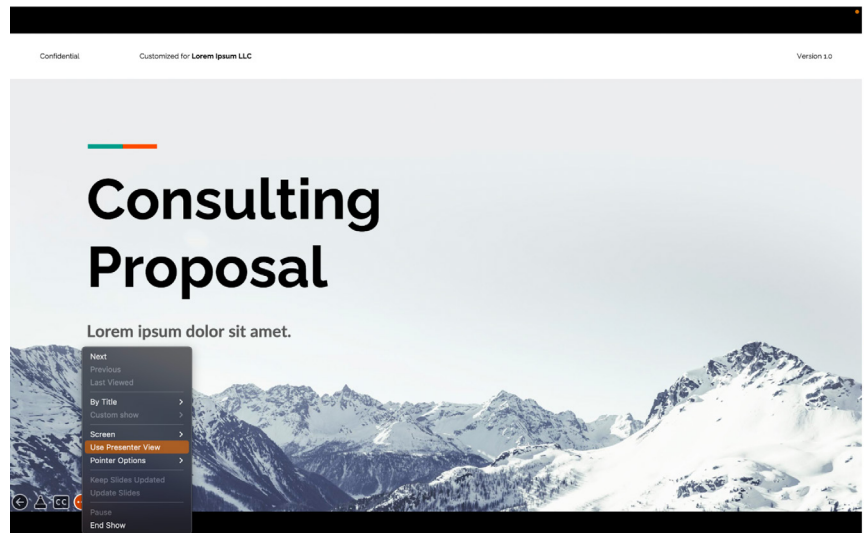 Confidential
Customized for Lorem Ipsum LLC
Version 1.0
Consulting
Proposal
Lorem ipsum dolor sit amet.
Next
Previous
Last Viewed
By Title
Custom show
Screen
Use Presenter View
Pointer Options
Keep Slides Updated
Update Slides
Pause
End Show
CC